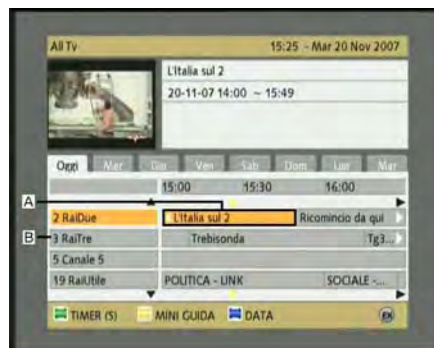 All Tv 15:25 - Mar 20 Nov 2007
L'Italia sul 2
20-11-07 14:00 ~ 15:49
Oggi Mer Gio Ven Sab Dom Lun Mar
15:00 15:30 16:00
A
2 RaiDue L'Italia sul 2 Ricomincio da qui
B 3 RaiTre Trebisonda Tg3...
5 Canale 5
19 RaiUtile POLITICA - LINK SOCIALE -...
TIMER (5) MINI GUIDA DATA